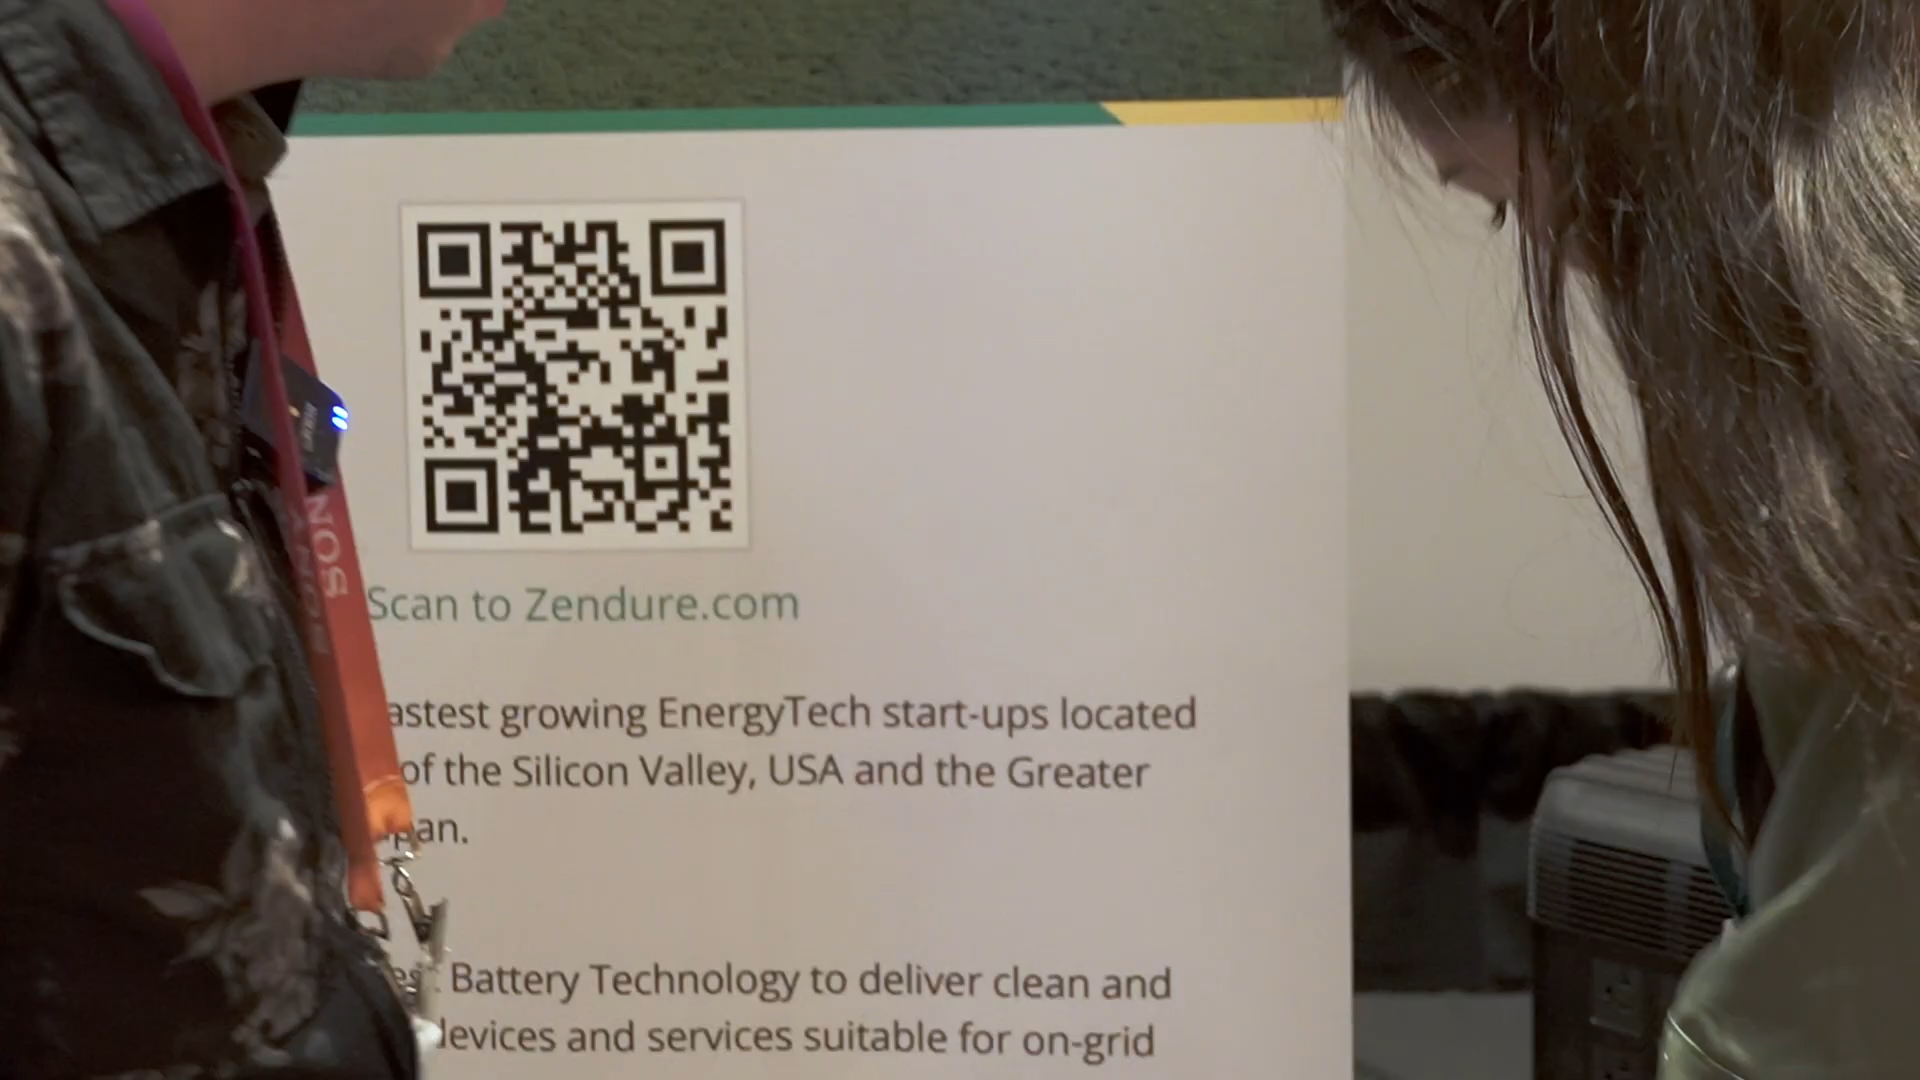 Scan to Zendure.com
astest growing EnergyTech start-ups located
of the Silicon Valley, USA and the Greater
pan.
Battery Technology to deliver clean and
devices and services suitable for on-grid
NOS